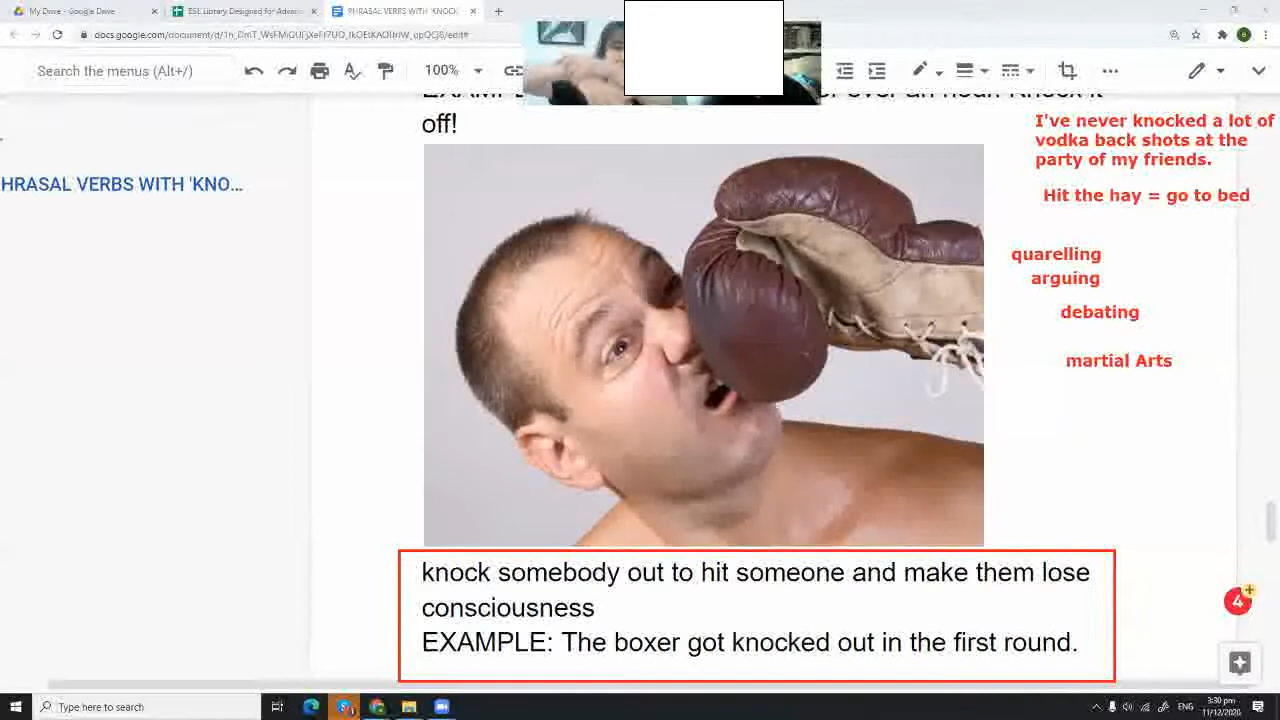 My Drive - Google Drive
ESL Library Designed for Advanc
PHRASAL VERBS WITH 'KNOCK
Search the menus (Alt+/)
100%
off!
HRASAL VERBS WITH 'KNO...
I've never knocked a lot of
vodka back shots at the
party of my friends.
Hit the hay = go to bed
quarelling
arguing
debating
martial Arts
knock somebody out to hit someone and make them lose
consciousness
EXAMPLE: The boxer got knocked out in the first round.
4
Type here to search
ENG
3:30 pm
11/12/2020